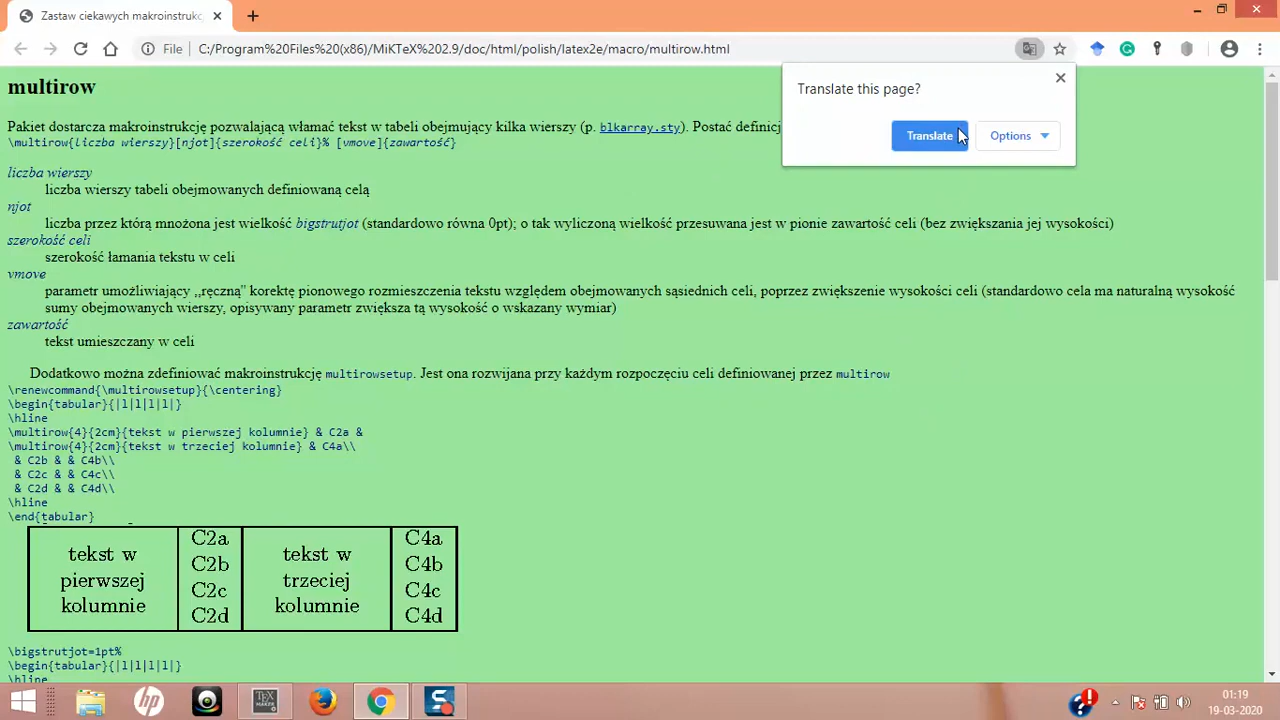 Zastaw ciekawych makroinstrukc
File
C:/Program%20Files%20(x86)/MiKTeX%202.9/doc/html/polish/latex2e/macro/multirow.html
Translate this page?
Translate
Options
multirow
Pakiet dostarcza makroinstrukcję pozwalającą włamać tekst w tabeli obejmujący kilka wierszy (p. blkarray.sty). Postać definicj
\multirow{liczba wierszy}[njot]{szerokość celi}% [vmove]{zawartość}
liczba wierszy
liczba wierszy tabeli obejmowanych definiowaną celą
njot
liczba przez którą mnożona jest wielkość bigstrutjot (standardowo równa 0pt); o tak wyliczoną wielkość przesuwana jest w pionie zawartość celi (bez zwiększania jej wysokości)
szerokość celi
szerokość łamania tekstu w celi
vmove
parametr umożliwiający ,,ręczną" korektę pionowego rozmieszczenia tekstu względem obejmowanych sąsiednich celi, poprzez zwiększenie wysokości celi (standardowo cela ma naturalną wysokość
sumy obejmowanych wierszy, opisywany parametr zwiększa tą wysokość o wskazany wymiar)
zawartość
tekst umieszczany w celi
Dodatkowo można zdefiniować makroinstrukcję multirowsetup. Jest ona rozwijana przy każdym rozpoczęciu celi definiowanej przez multirow
\renewcommand{\multirowsetup}{\centering}
\begin{tabular}{|l|l|l|l|}
\hline
\multirow{4}{2cm}{tekst w pierwszej kolumnie} & C2a &
\multirow{4}{2cm}{tekst w trzeciej kolumnie} & C4a\\
& C2b & & C4b\\
& C2c & & C4c\\
& C2d & & C4d\\
\hline
\end{tabular}
tekst w
pierwszej
kolumnie
C2a
C2b
C2c
C2d
tekst w
trzeciej
kolumnie
C4a
C4b
C4c
C4d
\bigstrutjot=1pt%
\begin{tabular}{|l|l|l|l|}
\hline
hp
TEX
MAKER
S
01:19
19-03-2020